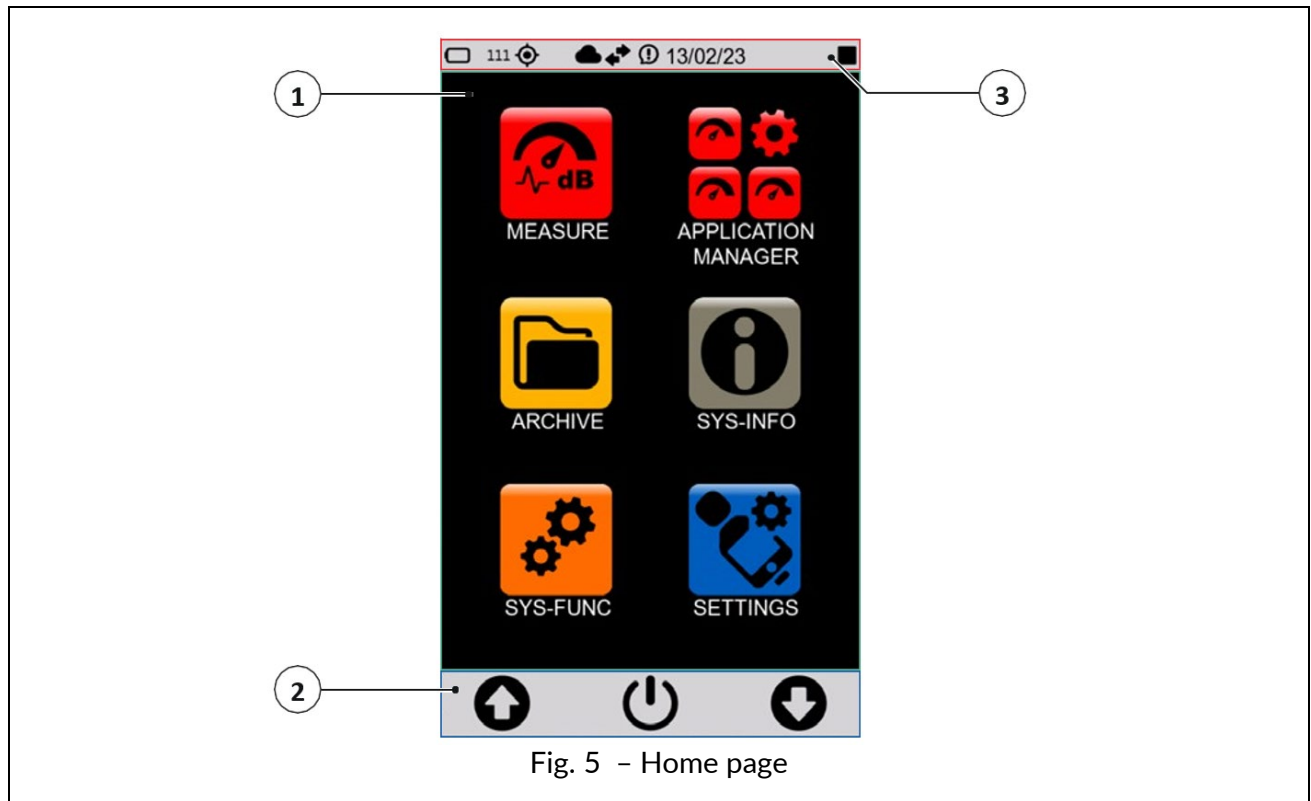 111 13/02/23
1
3
dB
MEASURE
APPLICATION
MANAGER
ARCHIVE
SYS-INFO
SYS-FUNC
SETTINGS
2
Fig. 5 – Home page